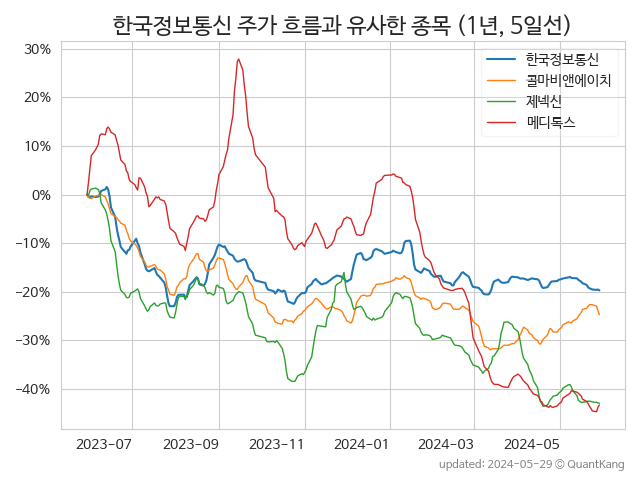 한국정보통신 주가 흐름과 유사한 종목 (1년, 5일선)
한국정보통신
콜마비앤에이치
제넥신
메디톡스
30%
20%
10%
0%
−10%
−20%
−30%
−40%
2023−07
2023−09
2023−11
2024−01
2024−03
2024−05
updated: 2024-05-29 © QuantKang